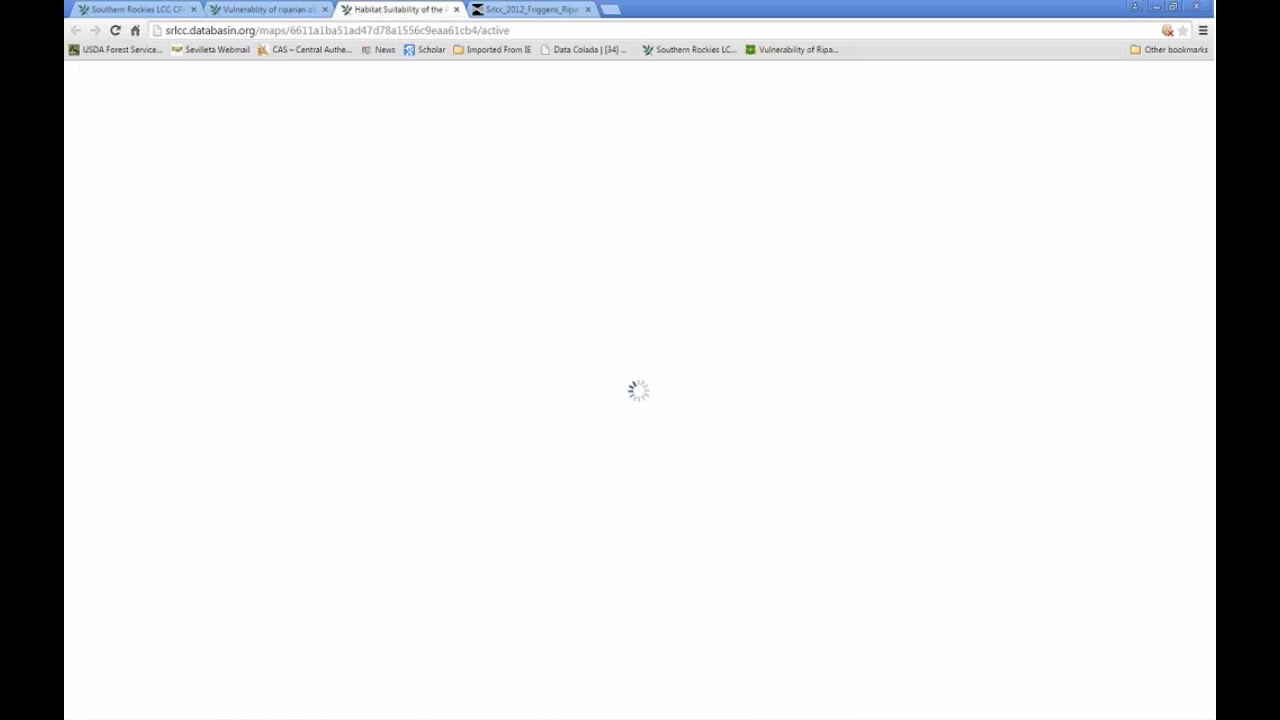 Southern Rockies LCC CP
Vulnerablity of riparian ol
Habitat Suitability of the
Srlcc_2012_Friggens_Ripa
srlcc.databasin.org/maps/6611a1ba51ad47d78a1556c9eaa61cb4/active
USDA Forest Service...
Sevilleta Webmail
CAS – Central Authe...
News
Scholar
Imported From IE
Data Colada | [34] ...
Southern Rockies LC...
Vulnerability of Ripa...
Other bookmarks